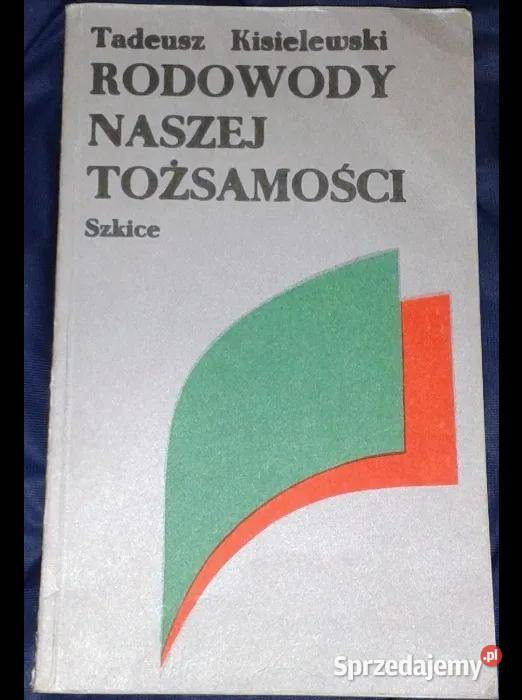 Tadeusz Kisielewski
RODOWODY
NASZEJ
TOŻSAMOŚCI
Szkice
Sprzedajemy.pl